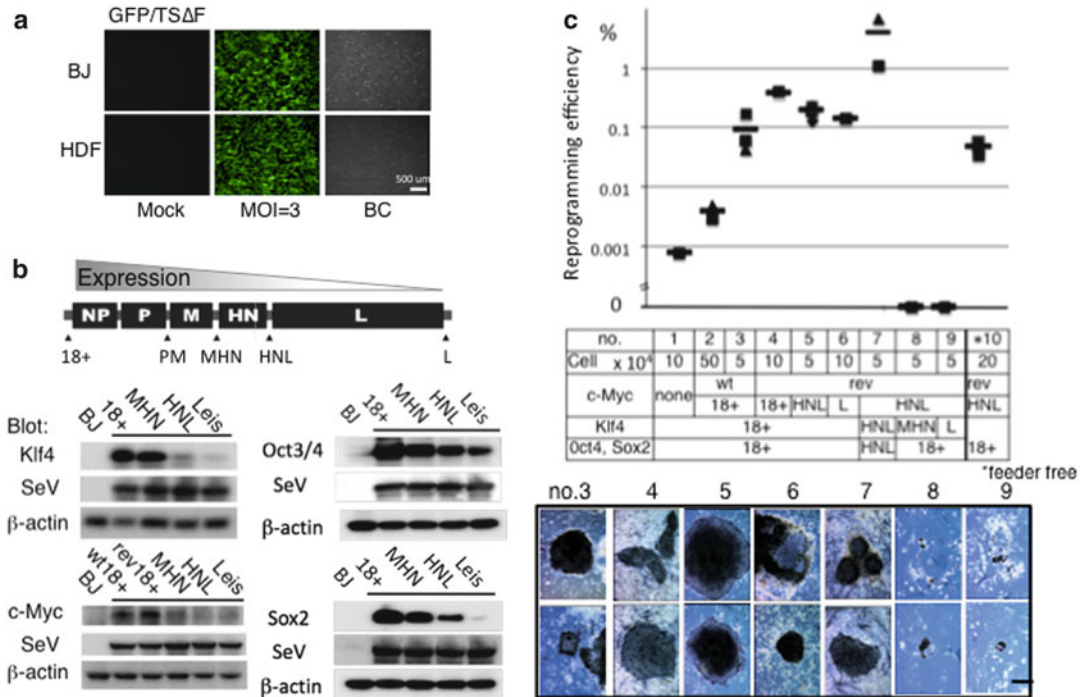 a
GFP/TSΔF
BJ
HDF
500 um
Mock MOI=3 BC
b
Expression
NP P M HN L
18+ PM MHN HNL L
Blot:
BJ 18+ MHN HNL Leis
Klf4
SeV
β-actin
BJ wt18+ rev18+ MHN HNL Leis
c-Myc
SeV
β-actin
BJ 18+ MHN HNL Leis
Oct3/4
SeV
β-actin
BJ 18+ MHN HNL Leis
Sox2
SeV
β-actin
c
%
Reprogramming efficiency
1
0.1
0.01
0.001
0
no. 1 2 3 4 5 6 7 8 9 *10
Cell x 10⁴ 10 50 5 10 5 10 5 5 5 20
c-Myc none wt rev rev
18+ 18+ HNL L HNL HNL
Klf4 18+ HNL MHN L
Oct4, Sox2 18+ HNL 18+ 18+
*feeder free
no.3 4 5 6 7 8 9